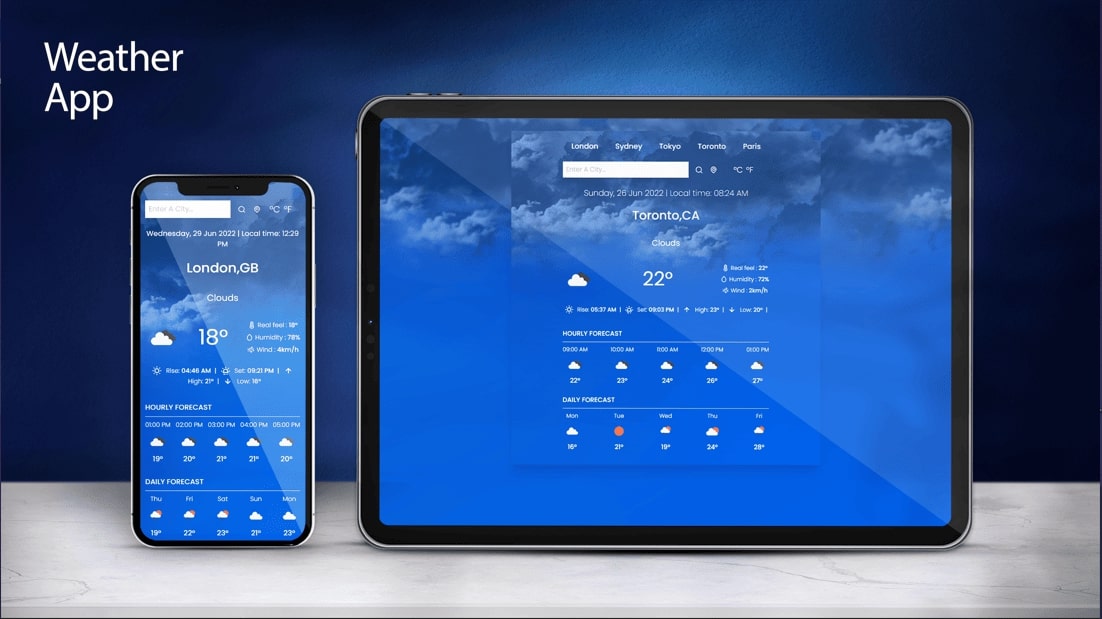 Weather
App
Enter A City...
°C °F
Wednesday, 29 Jun 2022 | Local time: 12:29
PM
London,GB
Clouds
18°
Real feel : 18°
Humidity : 78%
Wind : 4km/h
Rise: 04:46 AM | Set: 09:21 PM |
High: 21° | Low: 16°
HOURLY FORECAST
01:00 PM 02:00 PM 03:00 PM 04:00 PM 05:00 PM
19° 20° 21° 21° 20°
DAILY FORECAST
Thu Fri Sat Sun Mon
19° 22° 23° 21° 23°
London Sydney Tokyo Toronto Paris
Enter A City...
°C °F
Sunday, 26 Jun 2022 | Local time: 08:24 AM
Toronto,CA
Clouds
22°
Real feel : 22°
Humidity : 72%
Wind : 2km/h
Rise: 05:37 AM | Set: 09:03 PM | High: 23° | Low: 20° |
HOURLY FORECAST
09:00 AM 10:00 AM 11:00 AM 12:00 PM 01:00 PM
22° 23° 24° 26° 27°
DAILY FORECAST
Mon Tue Wed Thu Fri
16° 21° 19° 24° 28°